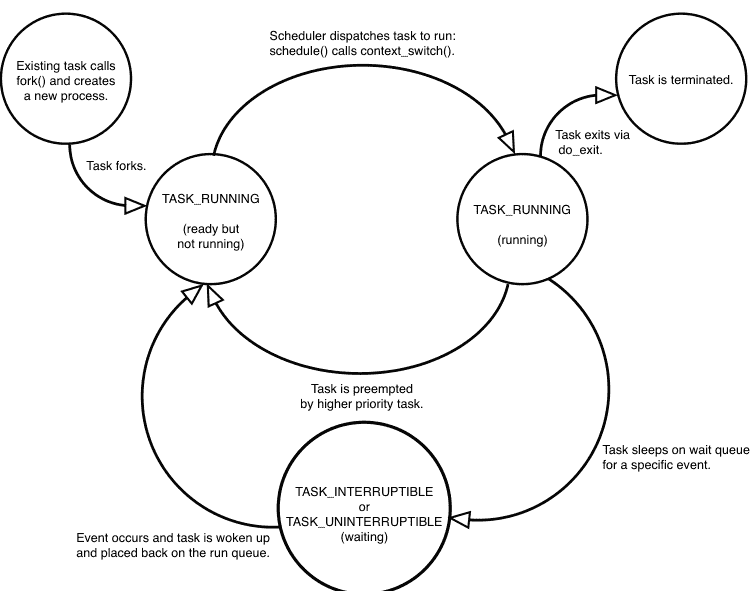 Scheduler dispatches task to run:
schedule() calls context_switch().
Existing task calls
fork() and creates
a new process.
Task is terminated.
Task exits via
do_exit.
Task forks.
TASK_RUNNING
(ready but
not running)
TASK_RUNNING
(running)
Task is preempted
by higher priority task.
Task sleeps on wait queue
for a specific event.
TASK_INTERRUPTIBLE
or
TASK_UNINTERRUPTIBLE
(waiting)
Event occurs and task is woken up
and placed back on the run queue.